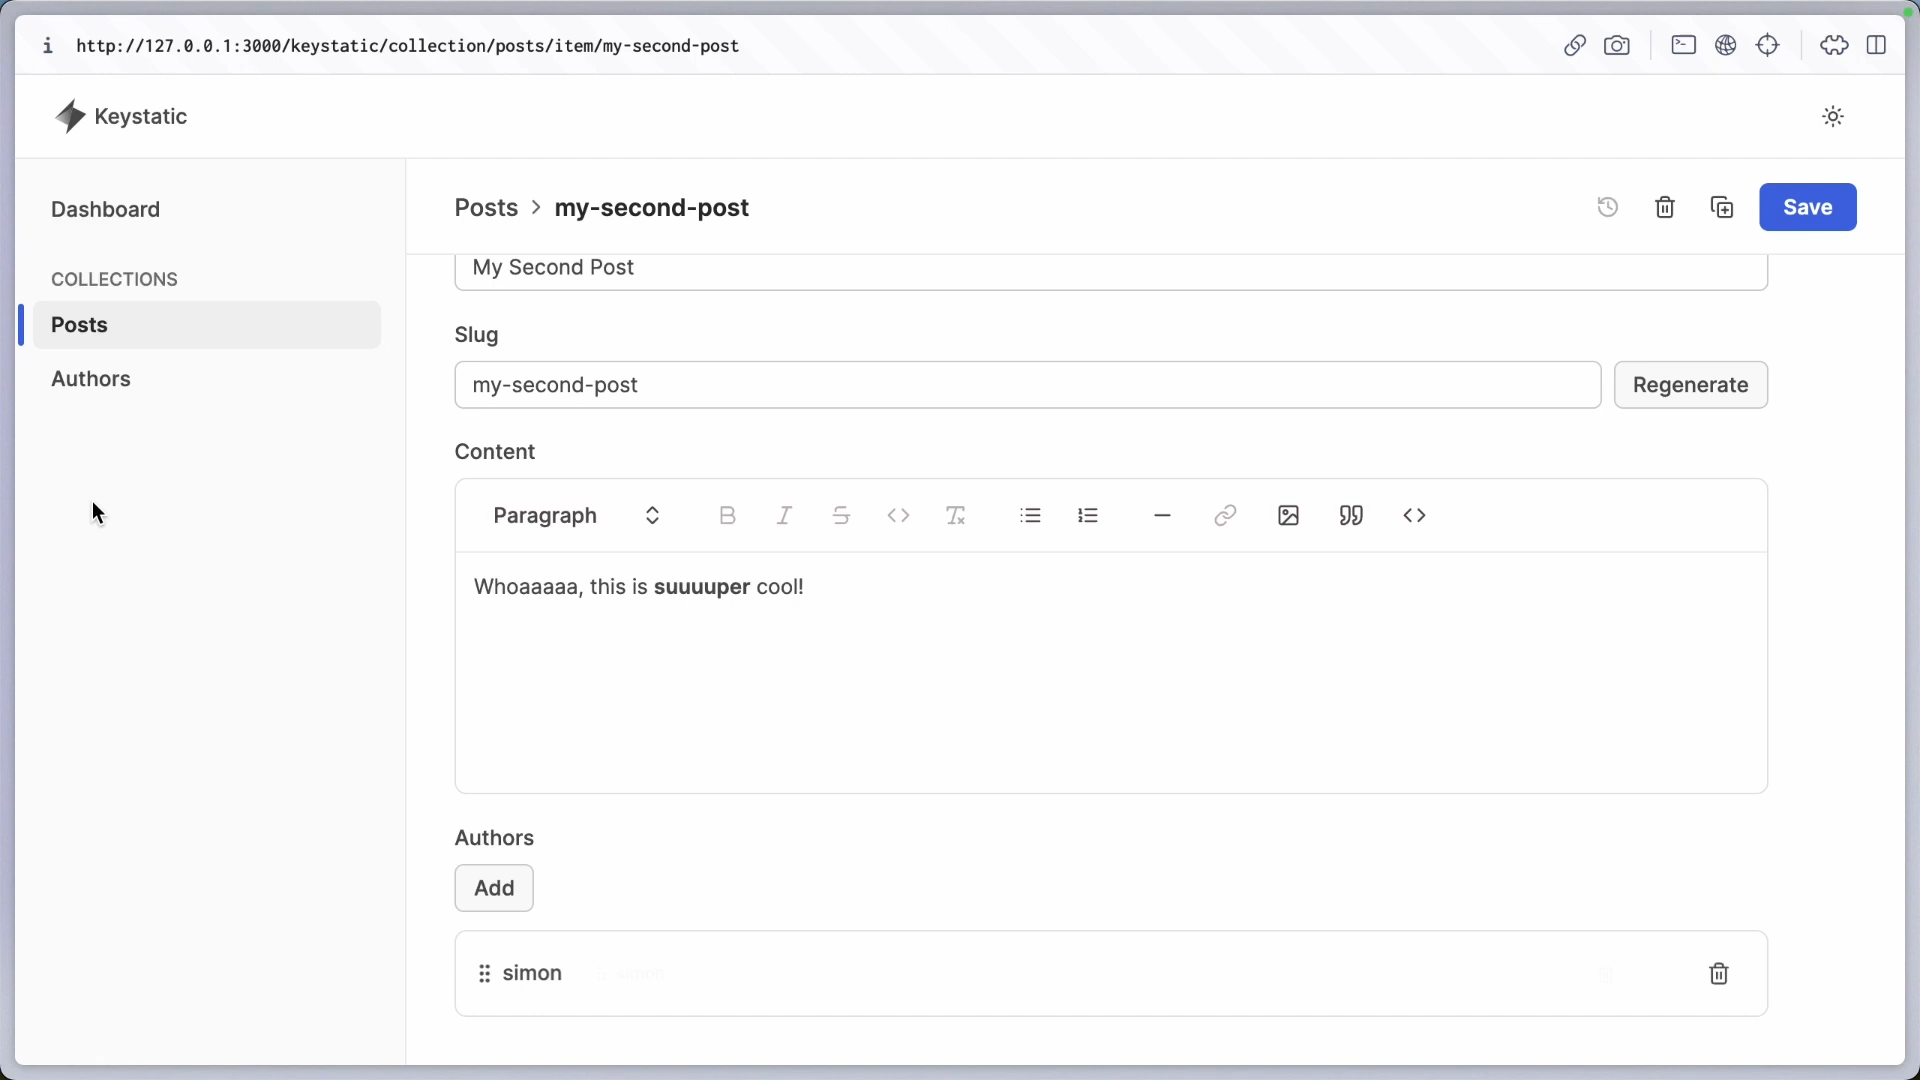 http://127.0.0.1:3000/keystatic/collection/posts/item/my-second-post
Keystatic
Dashboard
COLLECTIONS
Posts
Authors
Posts > my-second-post
Save
My Second Post
Slug
my-second-post
Regenerate
Content
Paragraph
Whoaaaaa, this is suuuuper cool!
Authors
Add
simon